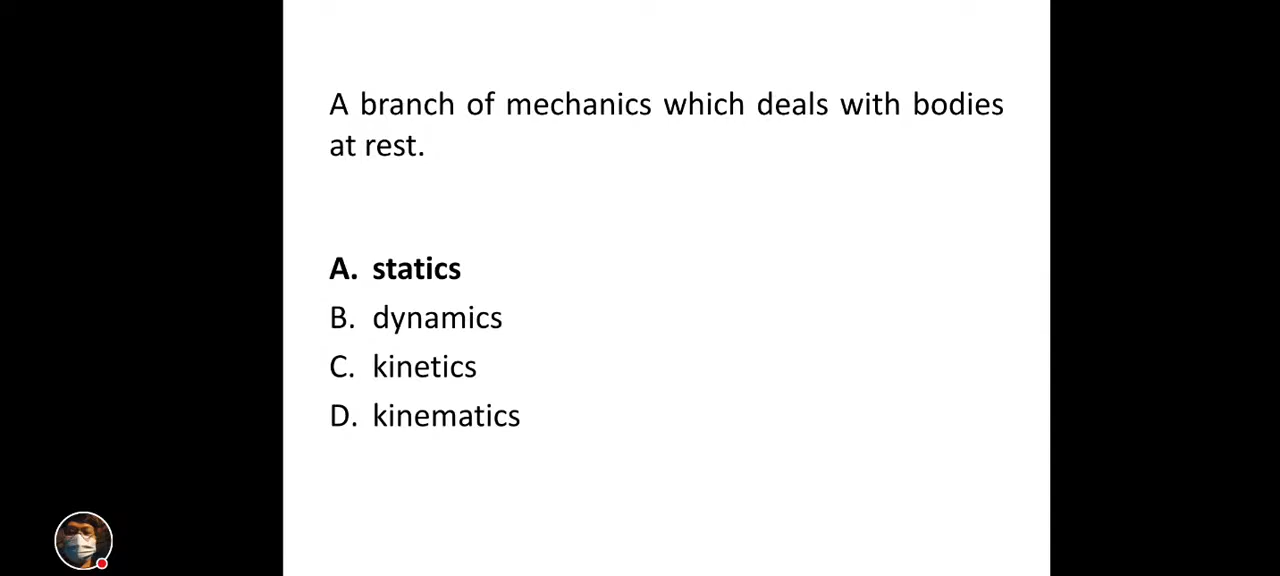 A branch of mechanics which deals with bodies
at rest.
A. statics
B. dynamics
C. kinetics
D. kinematics